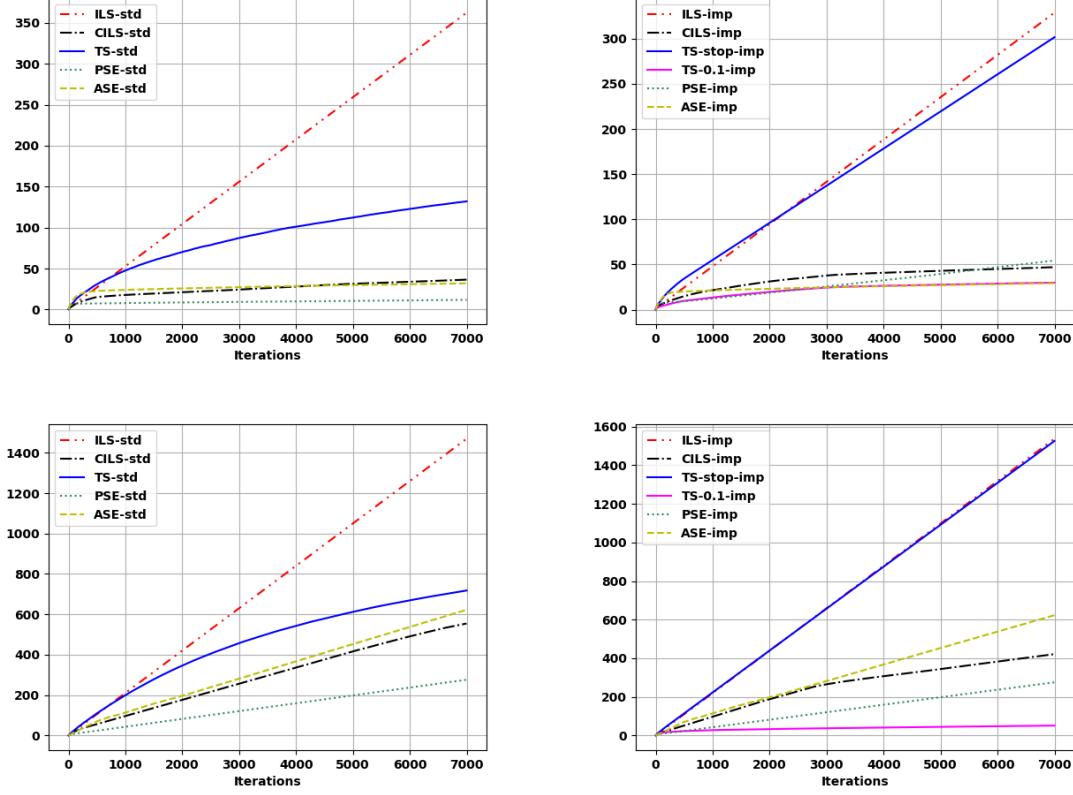 ILS-std
CILS-std
TS-std
PSE-std
ASE-std
350
300
250
200
150
100
50
0
0 1000 2000 3000 4000 5000 6000 7000
Iterations
ILS-imp
CILS-imp
TS-stop-imp
TS-0.1-imp
PSE-imp
ASE-imp
300
250
200
150
100
50
0
0 1000 2000 3000 4000 5000 6000 7000
Iterations
ILS-std
CILS-std
TS-std
PSE-std
ASE-std
1400
1200
1000
800
600
400
200
0
0 1000 2000 3000 4000 5000 6000 7000
Iterations
ILS-imp
CILS-imp
TS-stop-imp
TS-0.1-imp
PSE-imp
ASE-imp
1600
1400
1200
1000
800
600
400
200
0
0 1000 2000 3000 4000 5000 6000 7000
Iterations